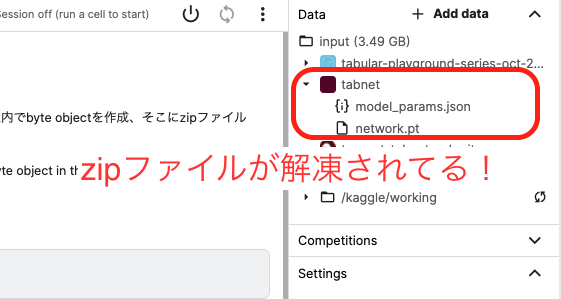 Session off (run a cell to start)
Data
Add data
input (3.49 GB)
tabular-playground-series-oct-2...
tabnet
model_params.json
network.pt
内でbyte objectを作成、そこにzipファイル
yte object in th
zipファイルが解凍されてる！
/kaggle/working
Competitions
Settings